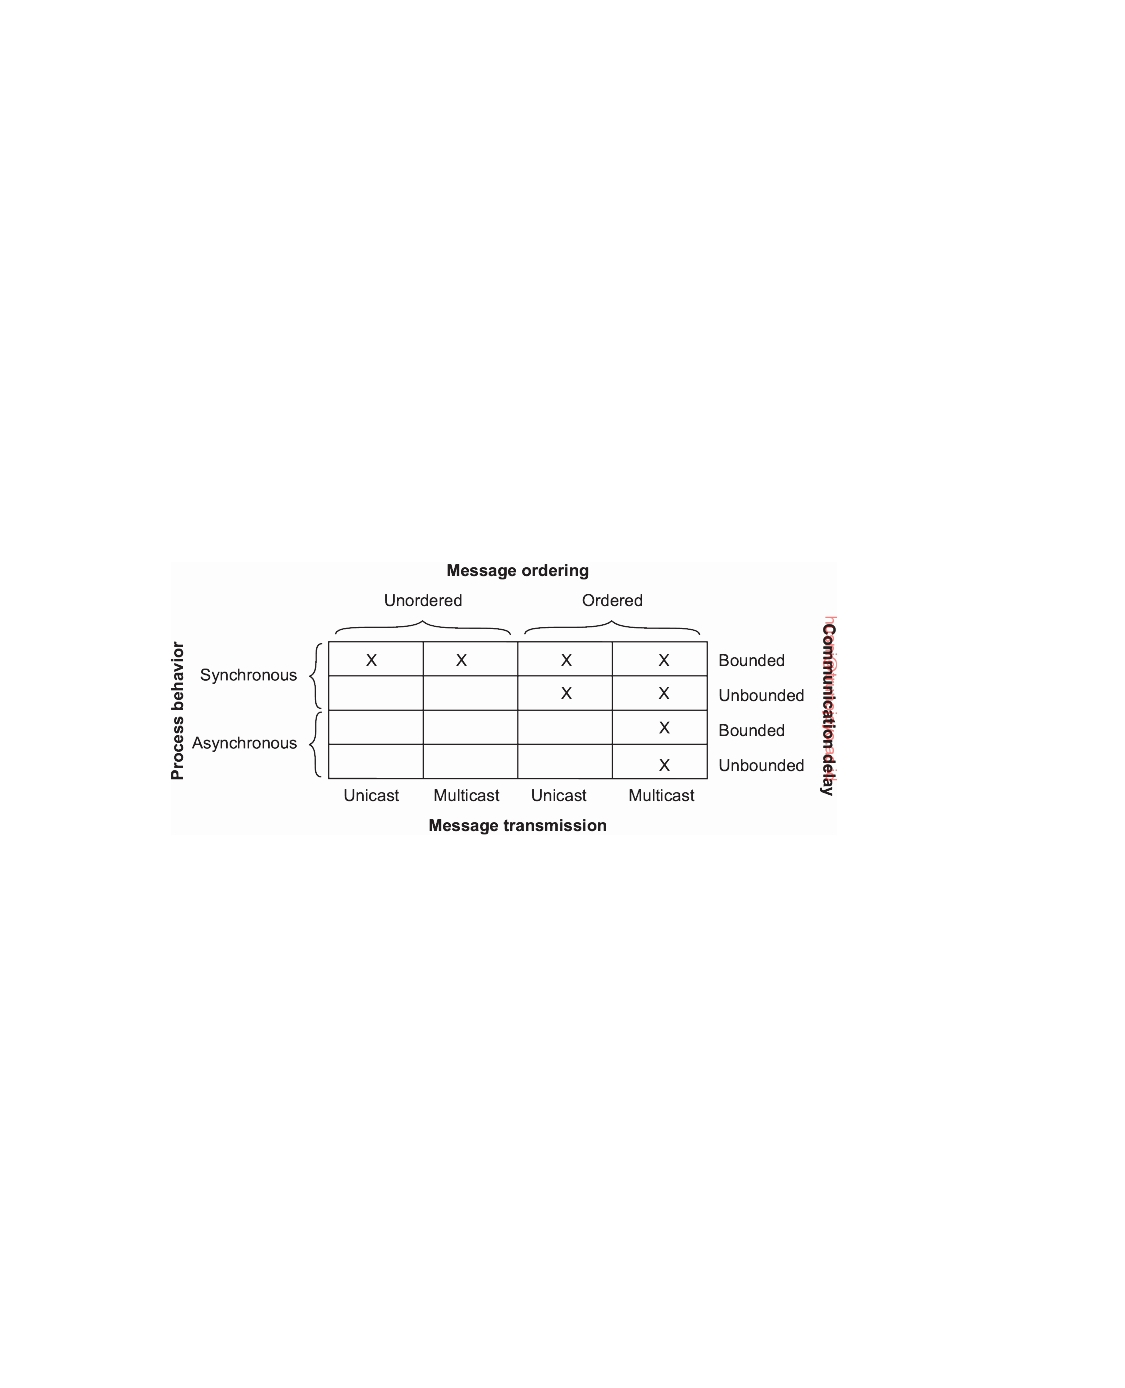 Message ordering
Unordered Ordered
Process behavior
Synchronous
Asynchronous
X X X X Bounded
X X Unbounded
X Bounded
X Unbounded
Communication delay
Unicast Multicast Unicast Multicast
Message transmission